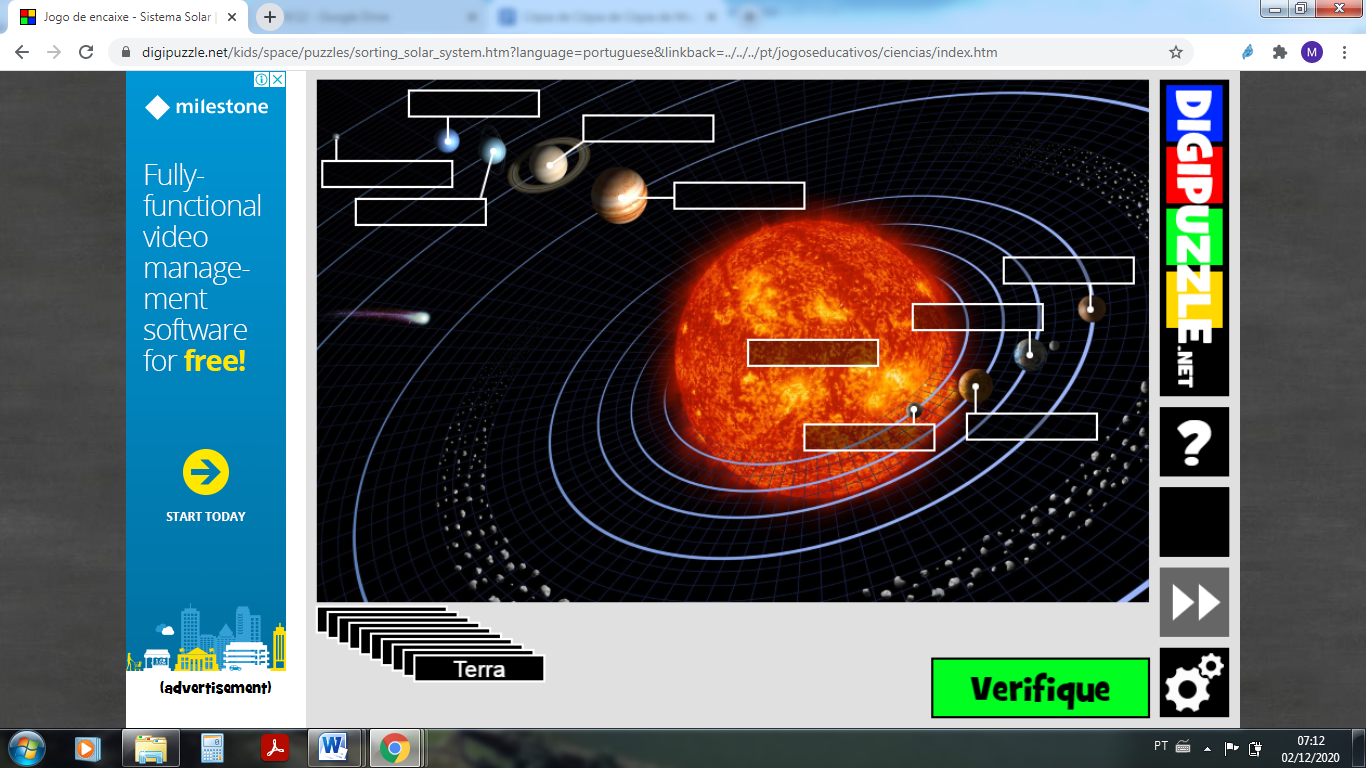 Jogo de encaixe - Sistema Solar |
digipuzzle.net/kids/space/puzzles/sorting_solar_system.htm?language=portuguese&linkback=../../../pt/jogoseducativos/ciencias/index.htm
M
milestone
Fully-
functional
video
manage-
ment
software
for free!
START TODAY
(advertisement)
DIGIPUZZLE.NET
?
Terra
Verifique
PT
07:12
02/12/2020